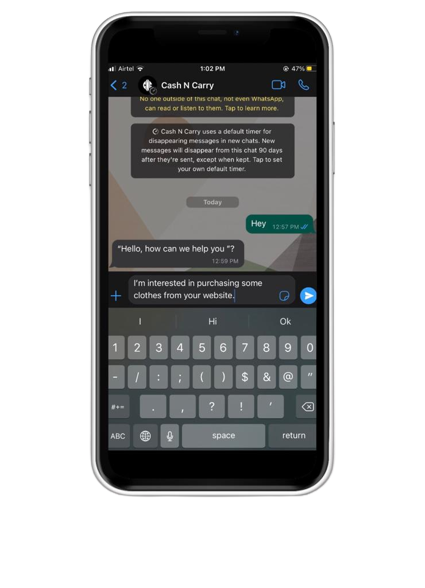 Airtel 1:02 PM 47%
2 Cash N Carry
No one outside of this chat, not even WhatsApp,
can read or listen to them. Tap to learn more.
Cash N Carry uses a default timer for
disappearing messages in new chats. New
messages will disappear from this chat 90 days
after they're sent, except when kept. Tap to set
your own default timer.
Today
Hey 12:57 PM
“Hello, how can we help you “?
12:59 PM
I'm interested in purchasing some
clothes from your website.
I Hi Ok
1 2 3 4 5 6 7 8 9 0
- / : ; ( ) $ & @ "
#+= . , ? ! '
ABC space return